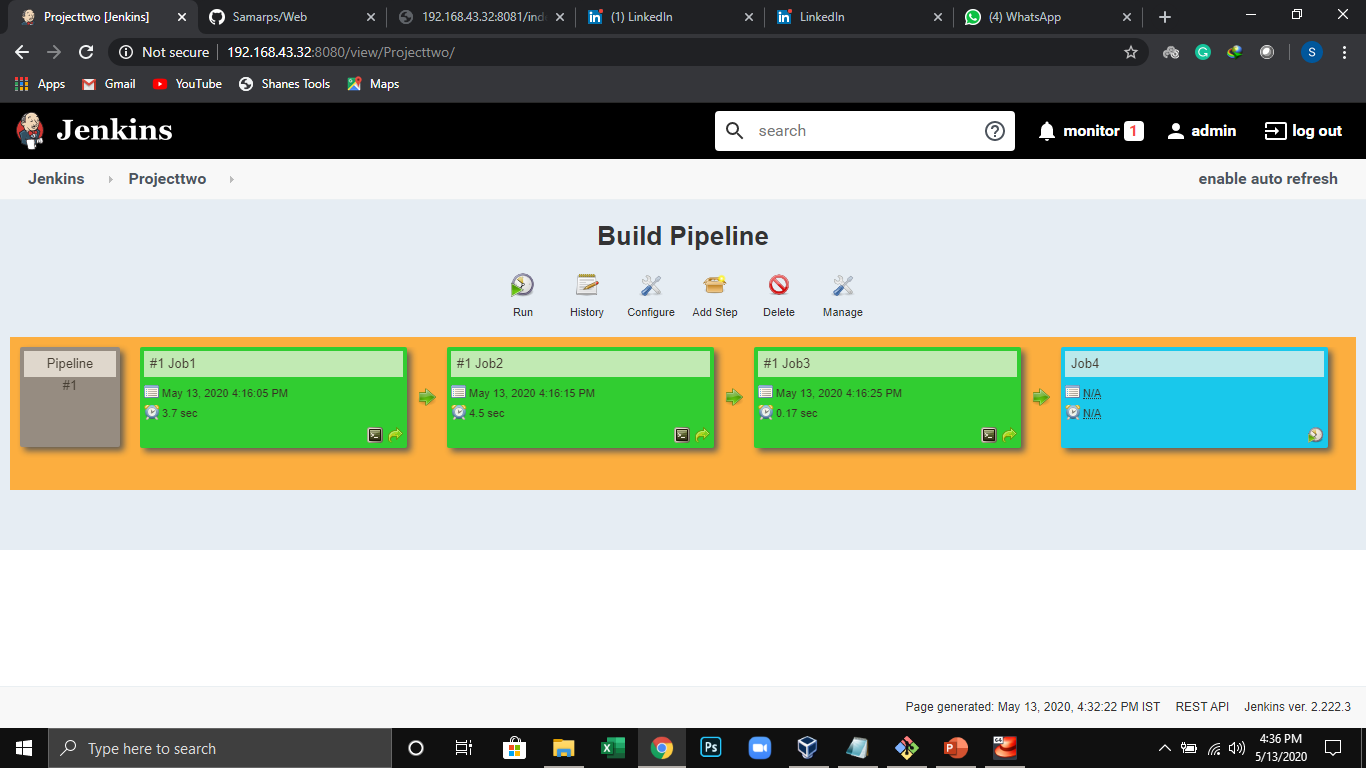 Projecttwo [Jenkins]
Samarps/Web
192.168.43.32:8081/ind
(1) LinkedIn
LinkedIn
(4) WhatsApp
Not secure
192.168.43.32:8080/view/Projecttwo/
S
Apps
Gmail
YouTube
Shanes Tools
Maps
Jenkins
search
monitor 1
admin
log out
Jenkins
Projecttwo
enable auto refresh
Build Pipeline
Run
History
Configure
Add Step
Delete
Manage
Pipeline
#1
#1 Job1
May 13, 2020 4:16:05 PM
3.7 sec
#1 Job2
May 13, 2020 4:16:15 PM
4.5 sec
#1 Job3
May 13, 2020 4:16:25 PM
0.17 sec
Job4
N/A
N/A
Page generated: May 13, 2020, 4:32:22 PM IST
REST API
Jenkins ver. 2.222.3
Type here to search
Ps
4:36 PM
5/13/2020